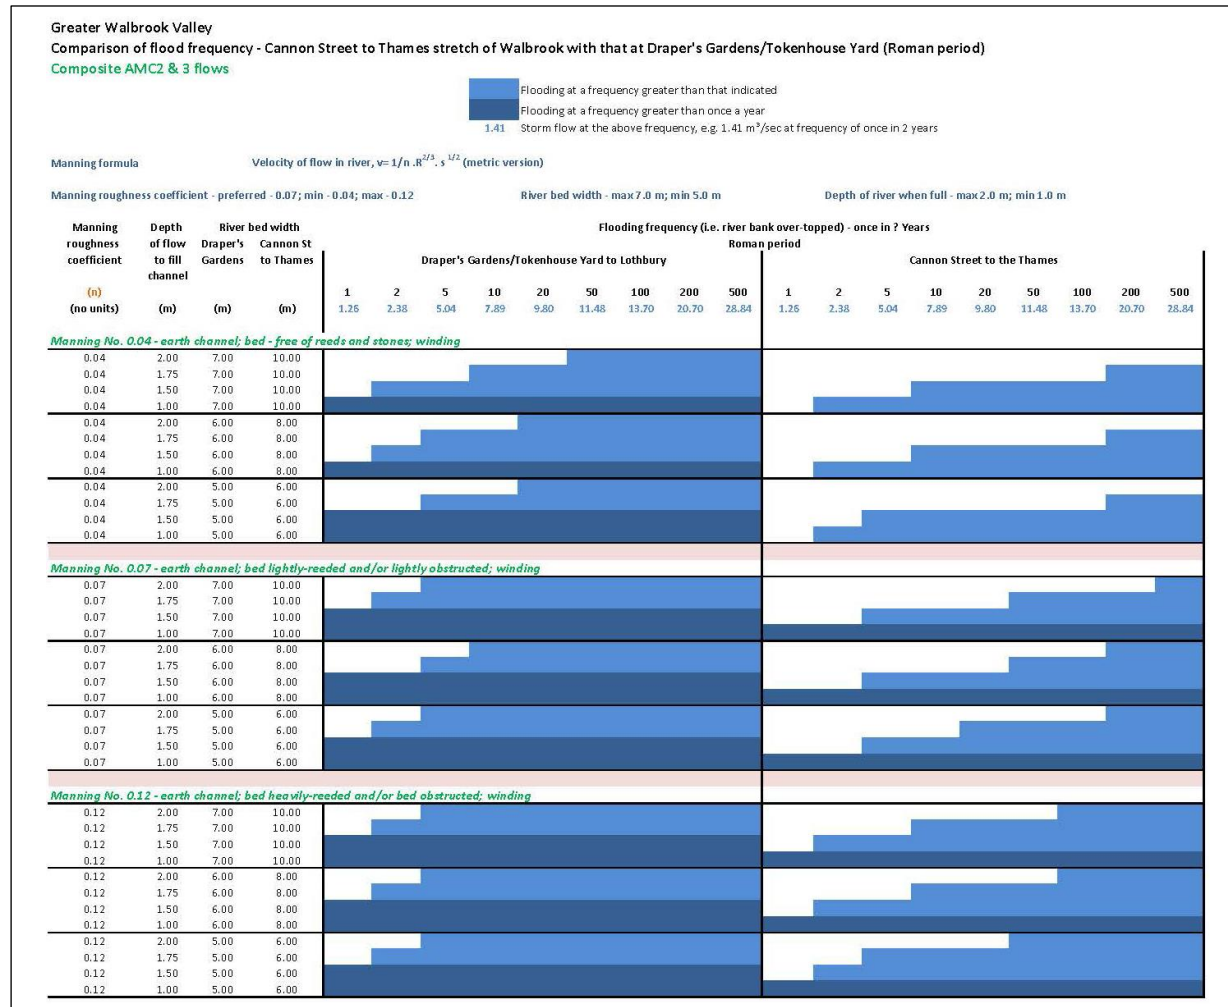 Greater Walbrook Valley
Comparison of flood frequency - Cannon Street to Thames stretch of Walbrook with that at Draper's Gardens/Tokenhouse Yard (Roman period)
Composite AMC2 & 3 flows
Flooding at a frequency greater than that indicated
Flooding at a frequency greater than once a year
1.41 Storm flow at the above frequency, e.g. 1.41 m³/sec at frequency of once in 2 years
Manning formula Velocity of flow in river, v= 1/n .R^2/3. s^1/2 (metric version)
Manning roughness coefficient - preferred - 0.07; min - 0.04; max - 0.12 River bed width - max 7.0 m; min 5.0 m Depth of river when full - max 2.0 m; min 1.0 m
Manning Depth River bed width Flooding frequency (i.e. river bank over-topped) - once in ? Years
roughness of flow Draper's Cannon St Roman period
coefficient to fill Gardens to Thames Draper's Gardens/Tokenhouse Yard to Lothbury Cannon Street to the Thames
channel
(n) 1 2 5 10 20 50 100 200 500 1 2 5 10 20 50 100 200 500
(no units) (m) (m) (m) 1.26 2.38 5.04 7.89 9.80 11.48 13.70 20.70 28.84 1.26 2.38 5.04 7.89 9.80 11.48 13.70 20.70 28.84
Manning No. 0.04 - earth channel; bed - free of reeds and stones; winding
0.04 2.00 7.00 10.00
0.04 1.75 7.00 10.00
0.04 1.50 7.00 10.00
0.04 1.00 7.00 10.00
0.04 2.00 6.00 8.00
0.04 1.75 6.00 8.00
0.04 1.50 6.00 8.00
0.04 1.00 6.00 8.00
0.04 2.00 5.00 6.00
0.04 1.75 5.00 6.00
0.04 1.50 5.00 6.00
0.04 1.00 5.00 6.00
Manning No. 0.07 - earth channel; bed lightly-reeded and/or lightly obstructed; winding
0.07 2.00 7.00 10.00
0.07 1.75 7.00 10.00
0.07 1.50 7.00 10.00
0.07 1.00 7.00 10.00
0.07 2.00 6.00 8.00
0.07 1.75 6.00 8.00
0.07 1.50 6.00 8.00
0.07 1.00 6.00 8.00
0.07 2.00 5.00 6.00
0.07 1.75 5.00 6.00
0.07 1.50 5.00 6.00
0.07 1.00 5.00 6.00
Manning No. 0.12 - earth channel; bed heavily-reeded and/or bed obstructed; winding
0.12 2.00 7.00 10.00
0.12 1.75 7.00 10.00
0.12 1.50 7.00 10.00
0.12 1.00 7.00 10.00
0.12 2.00 6.00 8.00
0.12 1.75 6.00 8.00
0.12 1.50 6.00 8.00
0.12 1.00 6.00 8.00
0.12 2.00 5.00 6.00
0.12 1.75 5.00 6.00
0.12 1.50 5.00 6.00
0.12 1.00 5.00 6.00